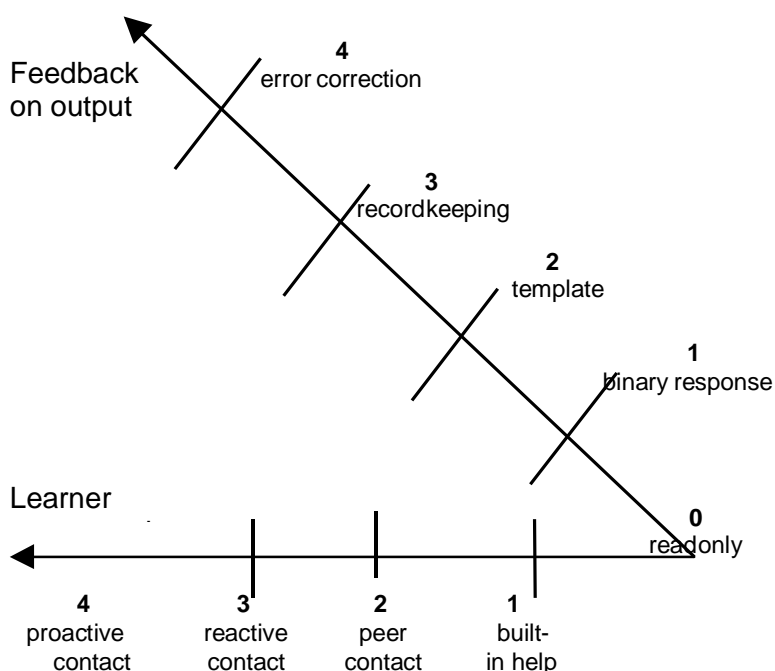 4
error correction
Feedback
on output
3
recordkeeping
2
template
1
binary response
Learner
0
readonly
4
proactive
contact
3
reactive
contact
2
peer
contact
1
built-
in help